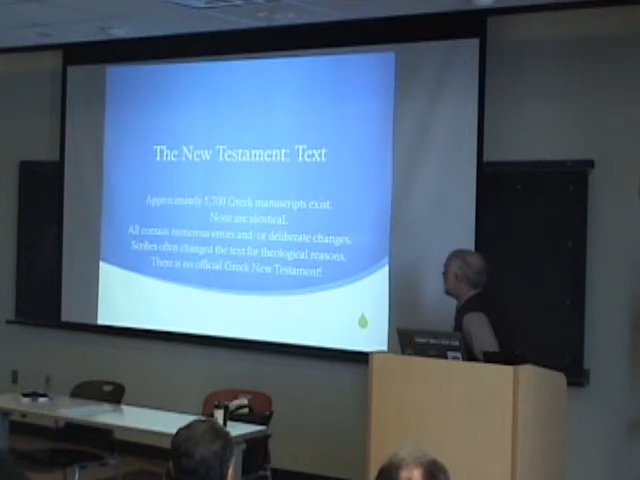 The New Testament: Text
Approximately 5,700 Greek manuscripts exist.
None are identical.
All contain numerous errors and/or deliberate changes.
Scribes often changed the text for theological reasons.
There is no official Greek New Testament!